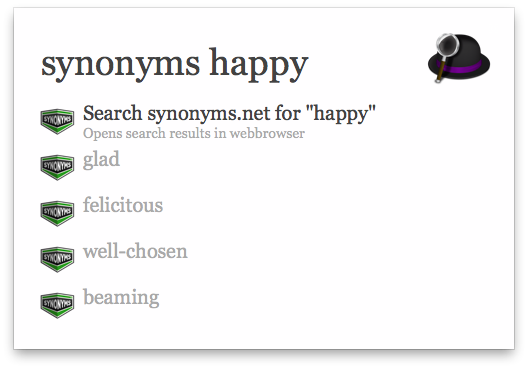 synonyms happy
Search synonyms.net for "happy"
Opens search results in webbrowser
SYNONYMS
glad
SYNONYMS
felicitous
SYNONYMS
well-chosen
SYNONYMS
beaming
SYNONYMS